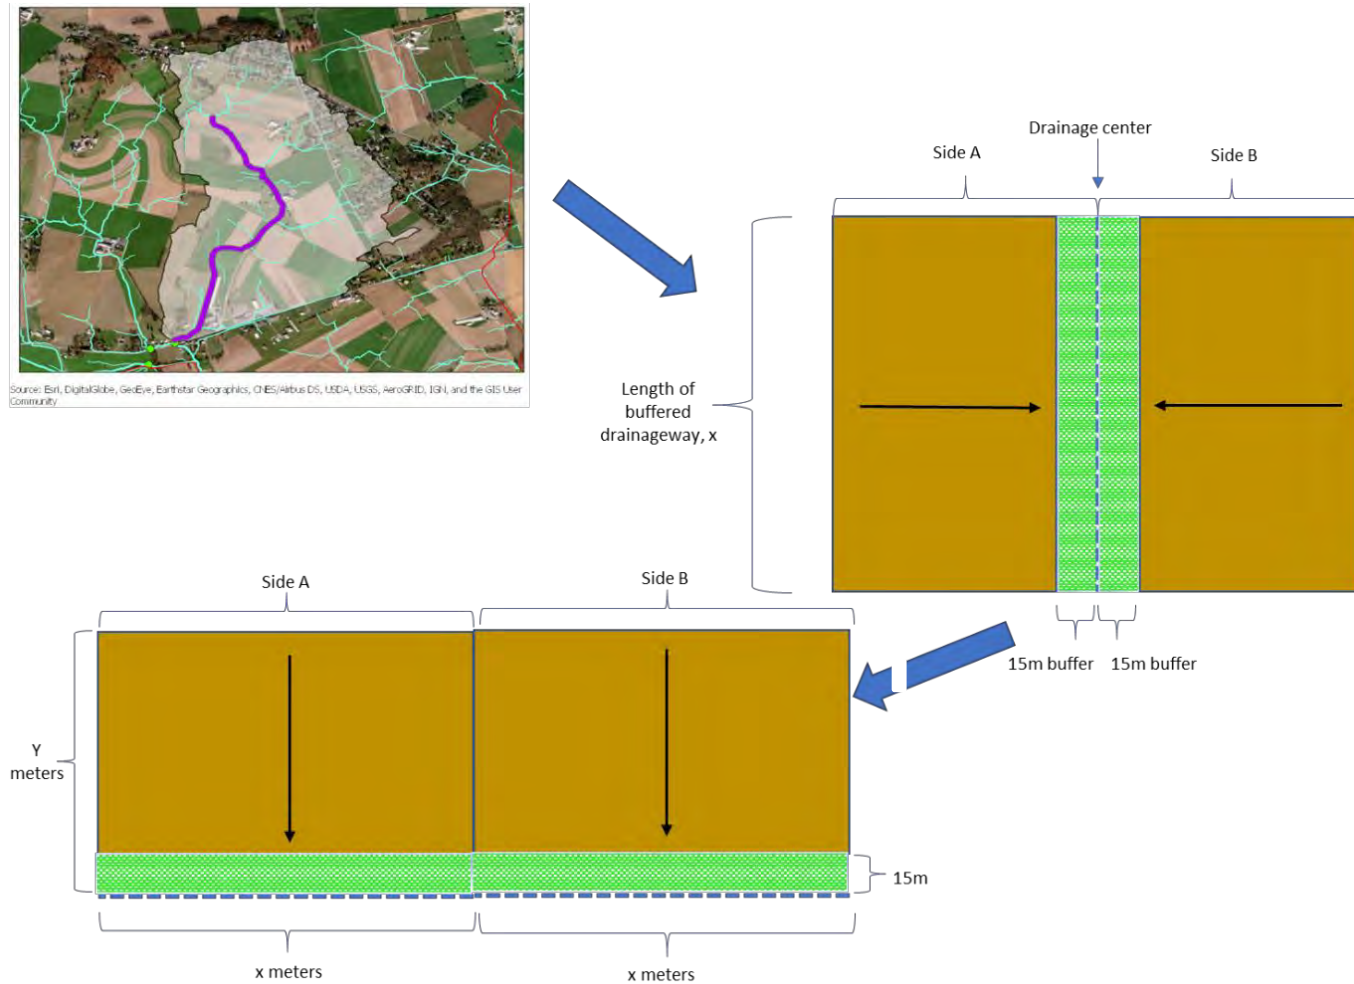 Source: Esri, DigitalGlobe, GeoEye, Earthstar Geographics, CNES/Airbus DS, USDA, USGS, AeroGRID, IGN, and the GIS User
Community
Drainage center
Side A
Side B
Length of
buffered
drainageway, x
15m buffer
15m buffer
Side A
Side B
Y
meters
15m
x meters
x meters